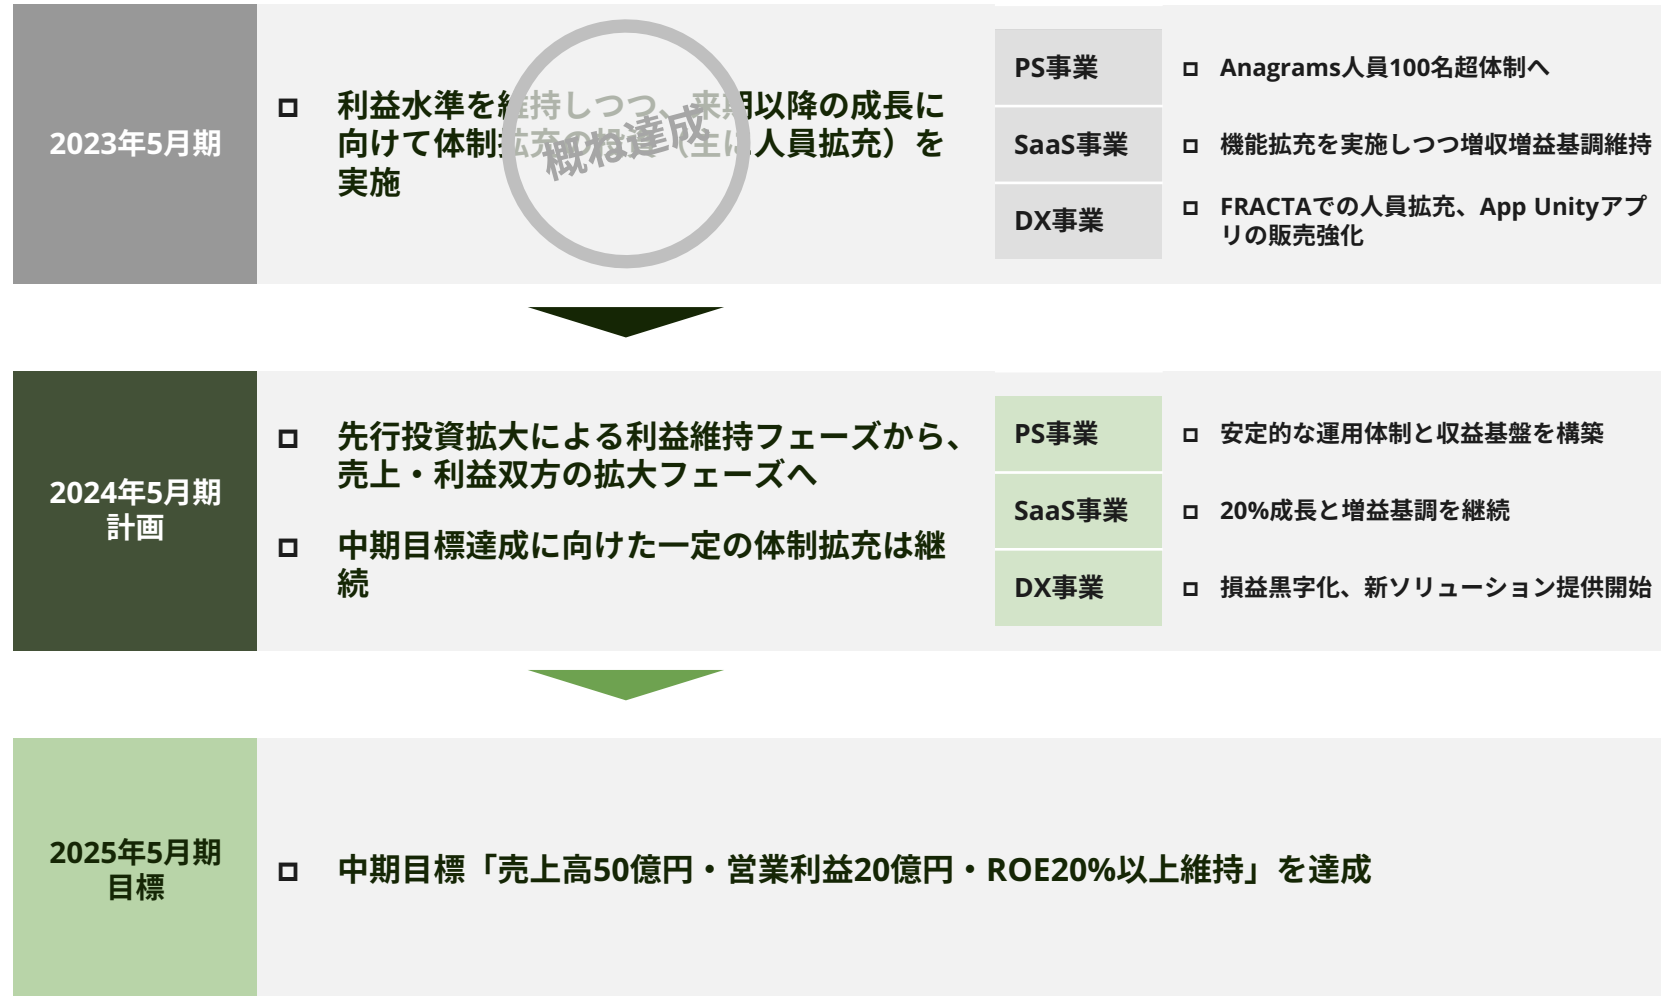 2023年5月期
利益水準を維持しつつ、来期以降の成長に
向けて体制拡充の投資（主に人員拡充）を
実施
概ね達成
PS事業
Anagrams人員100名超体制へ
SaaS事業
機能拡充を実施しつつ増収増益基調維持
DX事業
FRACTAでの人員拡充、App Unityアプ
リの販売強化
2024年5月期
計画
先行投資拡大による利益維持フェーズから、
売上・利益双方の拡大フェーズへ
中期目標達成に向けた一定の体制拡充は継
続
PS事業
安定的な運用体制と収益基盤を構築
SaaS事業
20%成長と増益基調を継続
DX事業
損益黒字化、新ソリューション提供開始
2025年5月期
目標
中期目標「売上高50億円・営業利益20億円・ROE20%以上維持」を達成